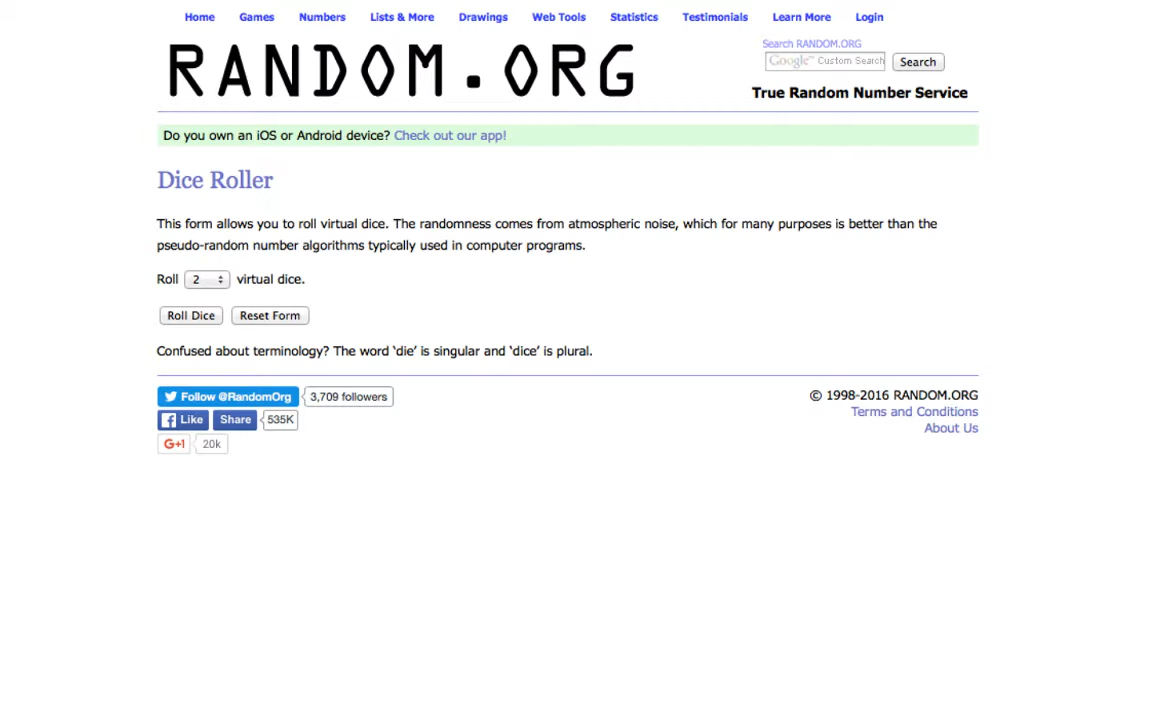 Home Games Numbers Lists & More Drawings Web Tools Statistics Testimonials Learn More Login
RANDOM.ORG
Search RANDOM.ORG
Google™ Custom Search Search
True Random Number Service
Do you own an iOS or Android device? Check out our app!
Dice Roller
This form allows you to roll virtual dice. The randomness comes from atmospheric noise, which for many purposes is better than the
pseudo-random number algorithms typically used in computer programs.
Roll 2 virtual dice.
Roll Dice Reset Form
Confused about terminology? The word ‘die’ is singular and ‘dice’ is plural.
Follow @RandomOrg 3,709 followers
Like Share 535K
G+1 20k
© 1998-2016 RANDOM.ORG
Terms and Conditions
About Us